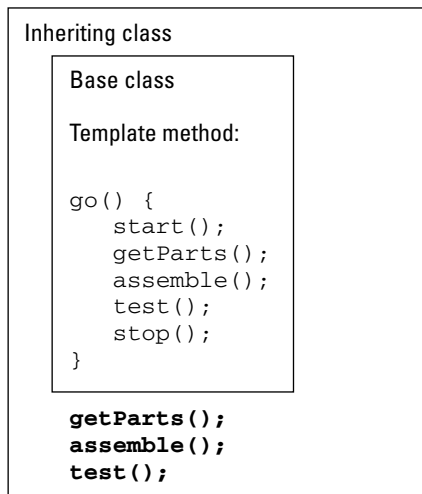 Inheriting class
Base class
Template method:
go() {
start();
getParts();
assemble();
test();
stop();
}
getParts();
assemble();
test();